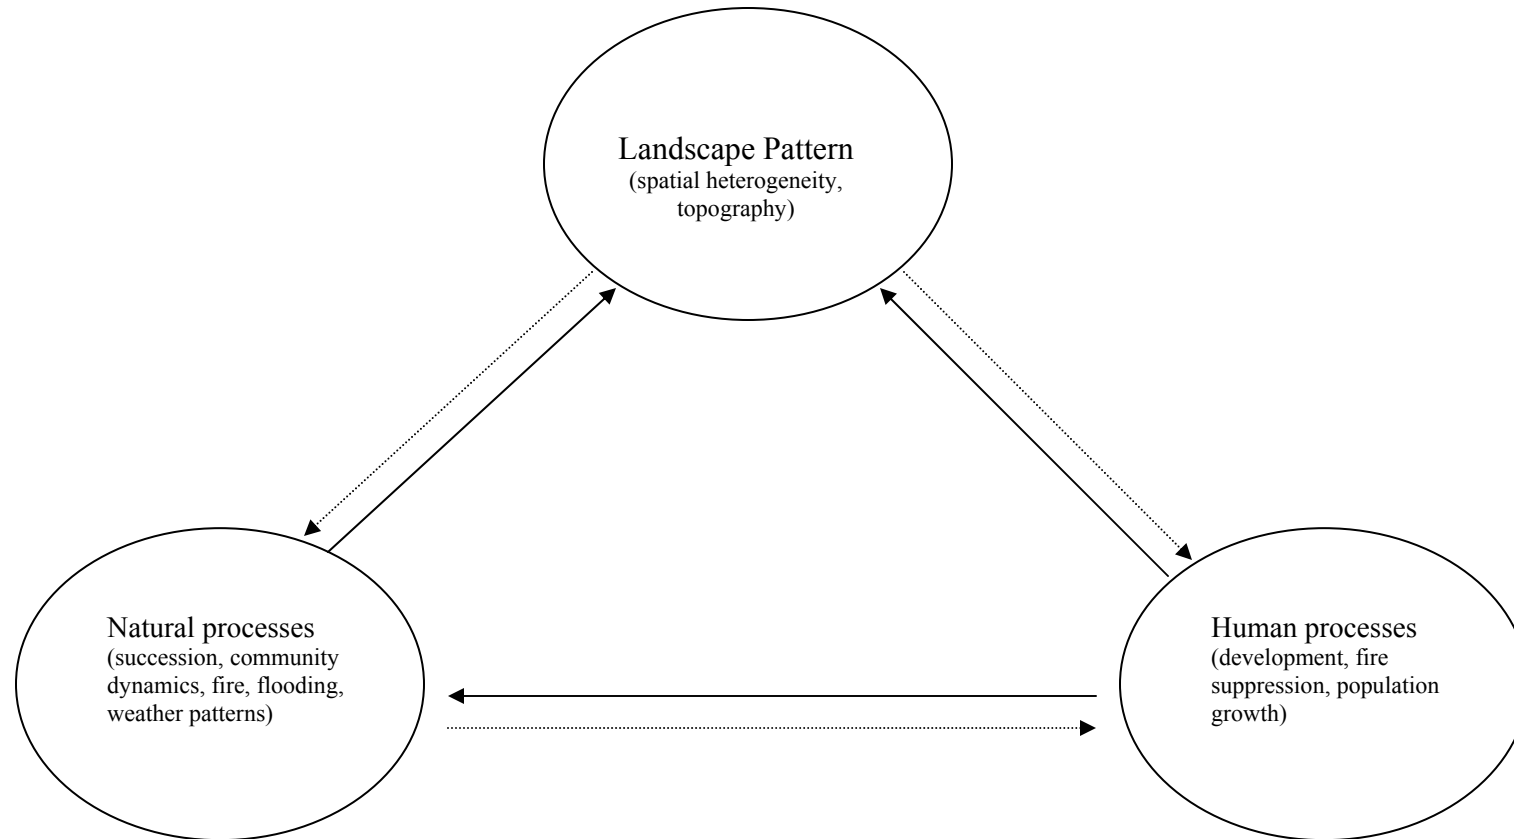 Landscape Pattern
(spatial heterogeneity,
topography)
Natural processes
(succession, community
dynamics, fire, flooding,
weather patterns)
Human processes
(development, fire
suppression, population
growth)